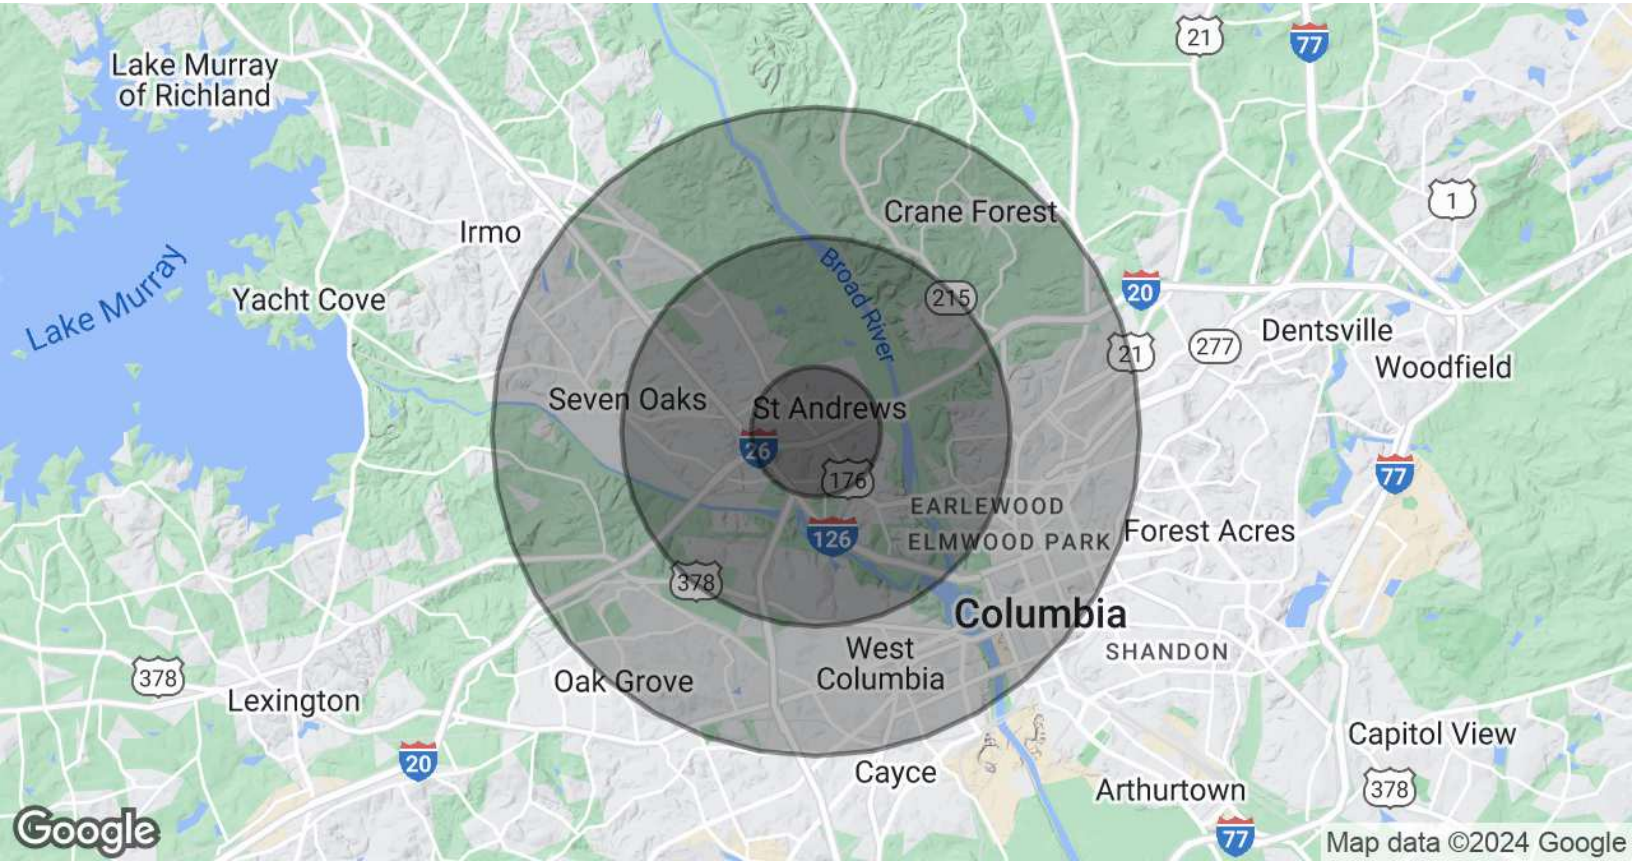 21
77
Lake Murray
of Richland
1
Crane Forest
Irmo
Lake Murray
Yacht Cove
Broad River
215
20
21
277
Dentsville
Woodfield
Seven Oaks
St Andrews
26
176
77
EARLEWOOD
ELMWOOD PARK
126
Forest Acres
378
Columbia
West
Columbia
SHANDON
378
Lexington
Oak Grove
20
Cayce
Capitol View
Arthurtown
378
77
Google
Map data ©2024 Google